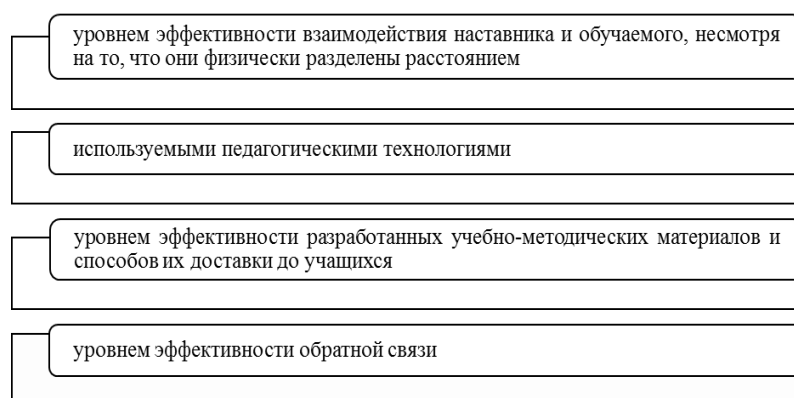 уровнем эффективности взаимодействия наставника и обучаемого, несмотря
на то, что они физически разделены расстоянием
используемыми педагогическими технологиями
уровнем эффективности разработанных учебно-методических материалов и
способов их доставки до учащихся
уровнем эффективности обратной связи